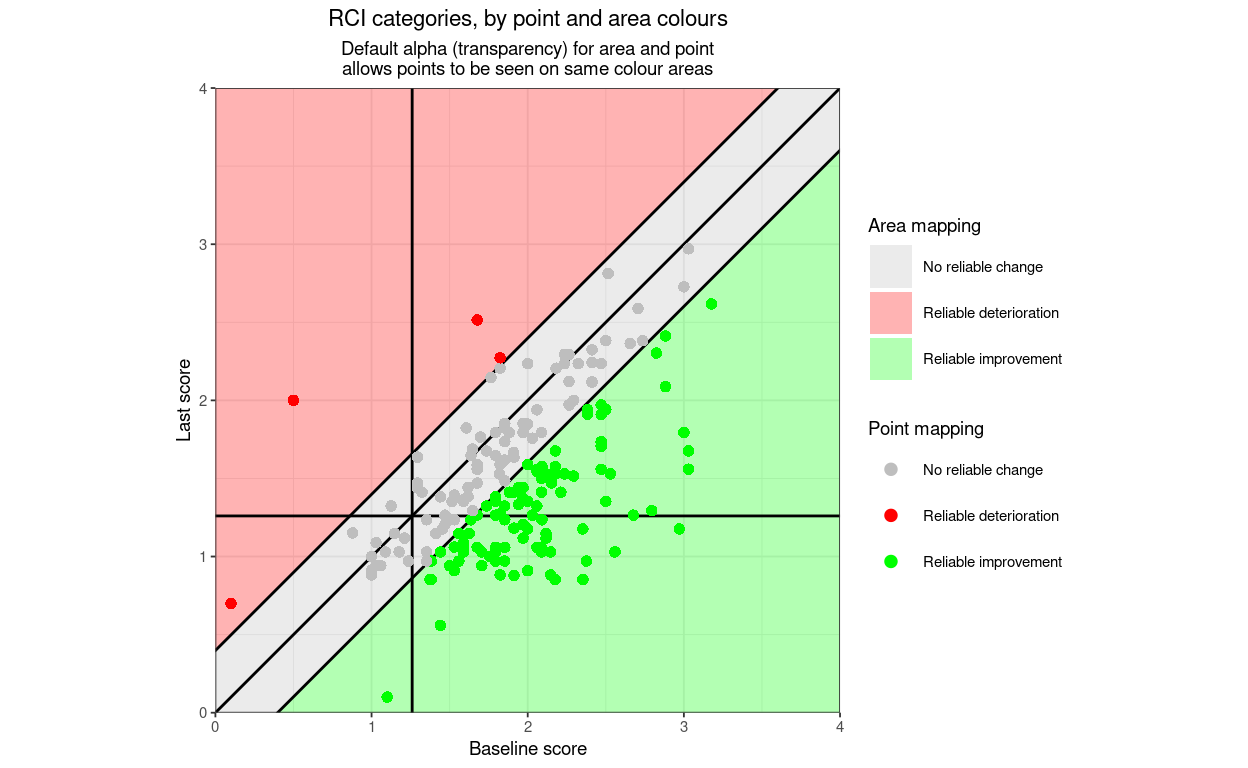 RCI categories, by point and area colours
Default alpha (transparency) for area and point
allows points to be seen on same colour areas
4
3
2
1
0
Last score
0 1 2 3 4
Baseline score
Area mapping
No reliable change
Reliable deterioration
Reliable improvement
Point mapping
No reliable change
Reliable deterioration
Reliable improvement